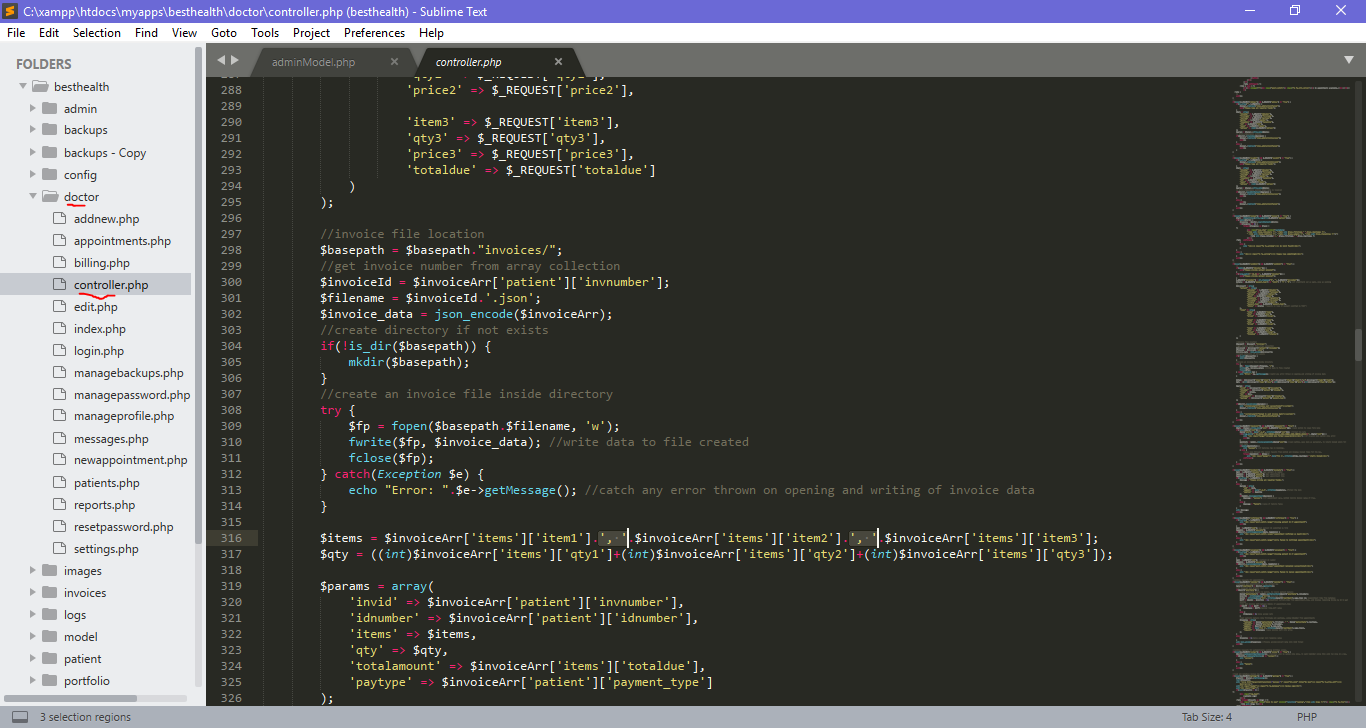 C:\xampp\htdocs\myapps\besthealth\doctor\controller.php (besthealth) - Sublime Text
File Edit Selection Find View Goto Tools Project Preferences Help
FOLDERS
besthealth
admin
backups
backups - Copy
config
doctor
addnew.php
appointments.php
billing.php
controller.php
edit.php
index.php
login.php
managebackups.php
managepassword.php
manageprofile.php
messages.php
newappointment.php
patients.php
reports.php
resetpassword.php
settings.php
images
invoices
logs
model
patient
portfolio
adminModel.php controller.php
288 'price2' => $_REQUEST['price2'],
289
290 'item3' => $_REQUEST['item3'],
291 'qty3' => $_REQUEST['qty3'],
292 'price3' => $_REQUEST['price3'],
293 'totaldue' => $_REQUEST['totaldue']
294 )
295 );
296
297 //invoice file location
298 $basepath = $basepath."invoices/";
299 //get invoice number from array collection
300 $invoiceId = $invoiceArr['patient']['invnumber'];
301 $filename = $invoiceId.'.json';
302 $invoice_data = json_encode($invoiceArr);
303 //create directory if not exists
304 if(!is_dir($basepath)) {
305 mkdir($basepath);
306 }
307 //create an invoice file inside directory
308 try {
309 $fp = fopen($basepath.$filename, 'w');
310 fwrite($fp, $invoice_data); //write data to file created
311 fclose($fp);
312 } catch(Exception $e) {
313 echo "Error: ".$e->getMessage(); //catch any error thrown on opening and writing of invoice data
314 }
315
316 $items = $invoiceArr['items']['item1'].', '.$invoiceArr['items']['item2'].', '.$invoiceArr['items']['item3'];
317 $qty = ((int)$invoiceArr['items']['qty1']+(int)$invoiceArr['items']['qty2']+(int)$invoiceArr['items']['qty3']);
318
319 $params = array(
320 'invid' => $invoiceArr['patient']['invnumber'],
321 'idnumber' => $invoiceArr['patient']['idnumber'],
322 'items' => $items,
323 'qty' => $qty,
324 'totalamount' => $invoiceArr['items']['totaldue'],
325 'paytype' => $invoiceArr['patient']['payment_type']
326 );
3 selection regions Tab Size: 4 PHP